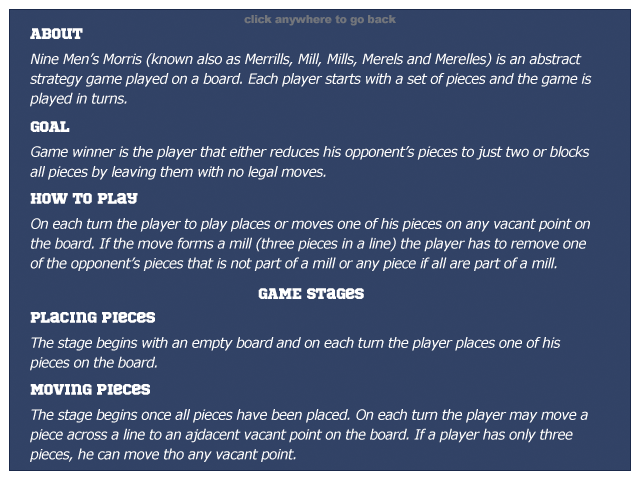 click anywhere to go back
ABOUT
Nine Men's Morris (known also as Merrills, Mill, Mills, Merels and Merelles) is an abstract
strategy game played on a board. Each player starts with a set of pieces and the game is
played in turns.
GOAL
Game winner is the player that either reduces his opponent's pieces to just two or blocks
all pieces by leaving them with no legal moves.
HOW TO PLAY
On each turn the player to play places or moves one of his pieces on any vacant point on
the board. If the move forms a mill (three pieces in a line) the player has to remove one
of the opponent's pieces that is not part of a mill or any piece if all are part of a mill.
GAME STAGES
PLACING PIECES
The stage begins with an empty board and on each turn the player places one of his
pieces on the board.
MOVING PIECES
The stage begins once all pieces have been placed. On each turn the player may move a
piece across a line to an ajdacent vacant point on the board. If a player has only three
pieces, he can move tho any vacant point.